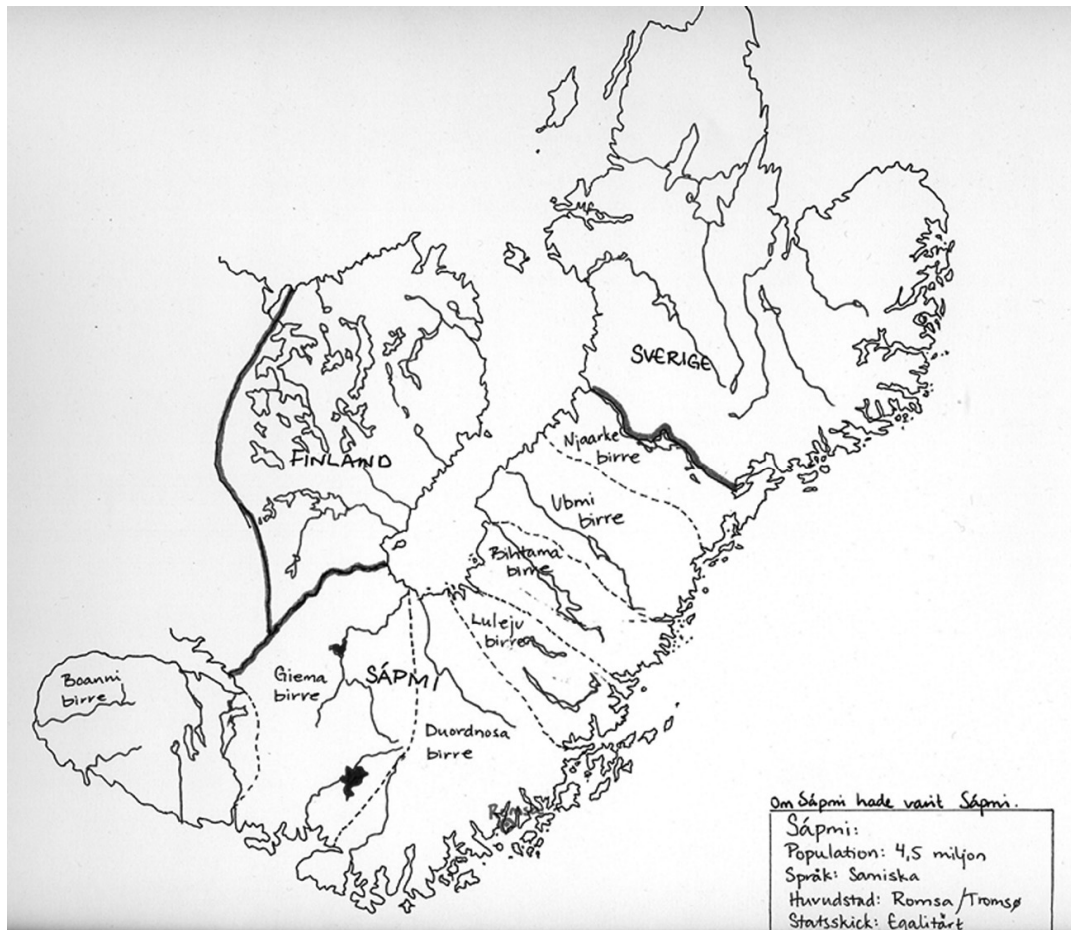 SVERIGE
Njaarke
birre
FINLAND
Ubmi
birre
Bihtama
birre
Luleju
birre
Boanni
birre
Giema
birre
SÁPMI
Duordnosa
birre
Om Sápmi hade varit Sápmi.
Sápmi:
Population: 4,5 miljon
Språk: Samiska
Huvudstad: Romsa/Tromsø
Statsskick: Egalitärt